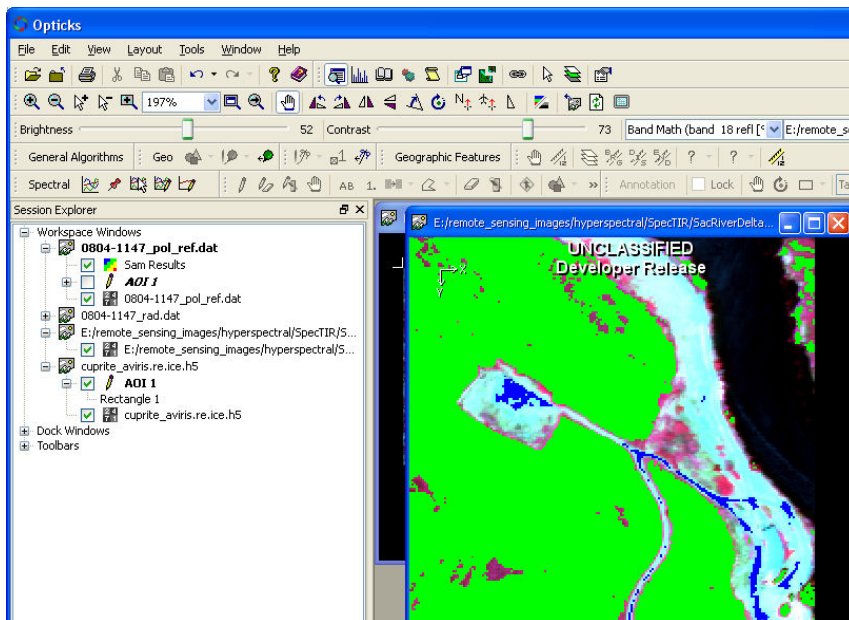 Opticks
File Edit View Layout Tools Window Help
197%
Brightness 52 Contrast 73 Band Math (band 18 refl [° E:/remote_s
General Algorithms Geo Geographic Features
Spectral AB 1. Annotation Lock Ta
Session Explorer
Workspace Windows
0804-1147_pol_ref.dat
Sam Results
AOI 1
0804-1147_pol_ref.dat
0804-1147_rad.dat
E:/remote_sensing_images/hyperspectral/SpecTIR/S...
E:/remote_sensing_images/hyperspectral/SpecTIR/S...
cuprite_aviris.re.ice.h5
AOI 1
Rectangle 1
cuprite_aviris.re.ice.h5
Dock Windows
Toolbars
E:/remote_sensing_images/hyperspectral/SpecTIR/SacRiverDelta...
UNCLASSIFIED
Developer Release
X
Y